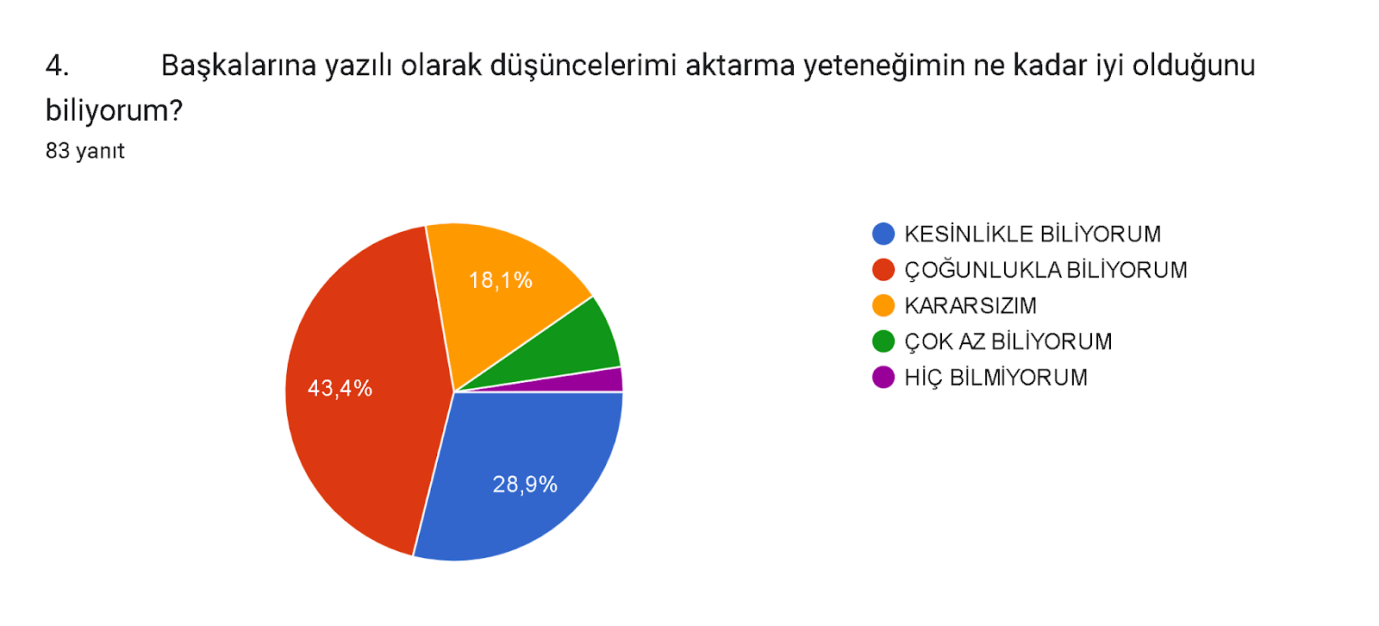 4. Başkalarına yazılı olarak düşüncelerimi aktarma yeteneğimin ne kadar iyi olduğunu
biliyorum?
83 yanıt
18,1%
43,4%
28,9%
KESİNLİKLE BİLİYORUM
ÇOĞUNLUKLA BİLİYORUM
KARARSIZIM
ÇOK AZ BİLİYORUM
HİÇ BİLMİYORUM